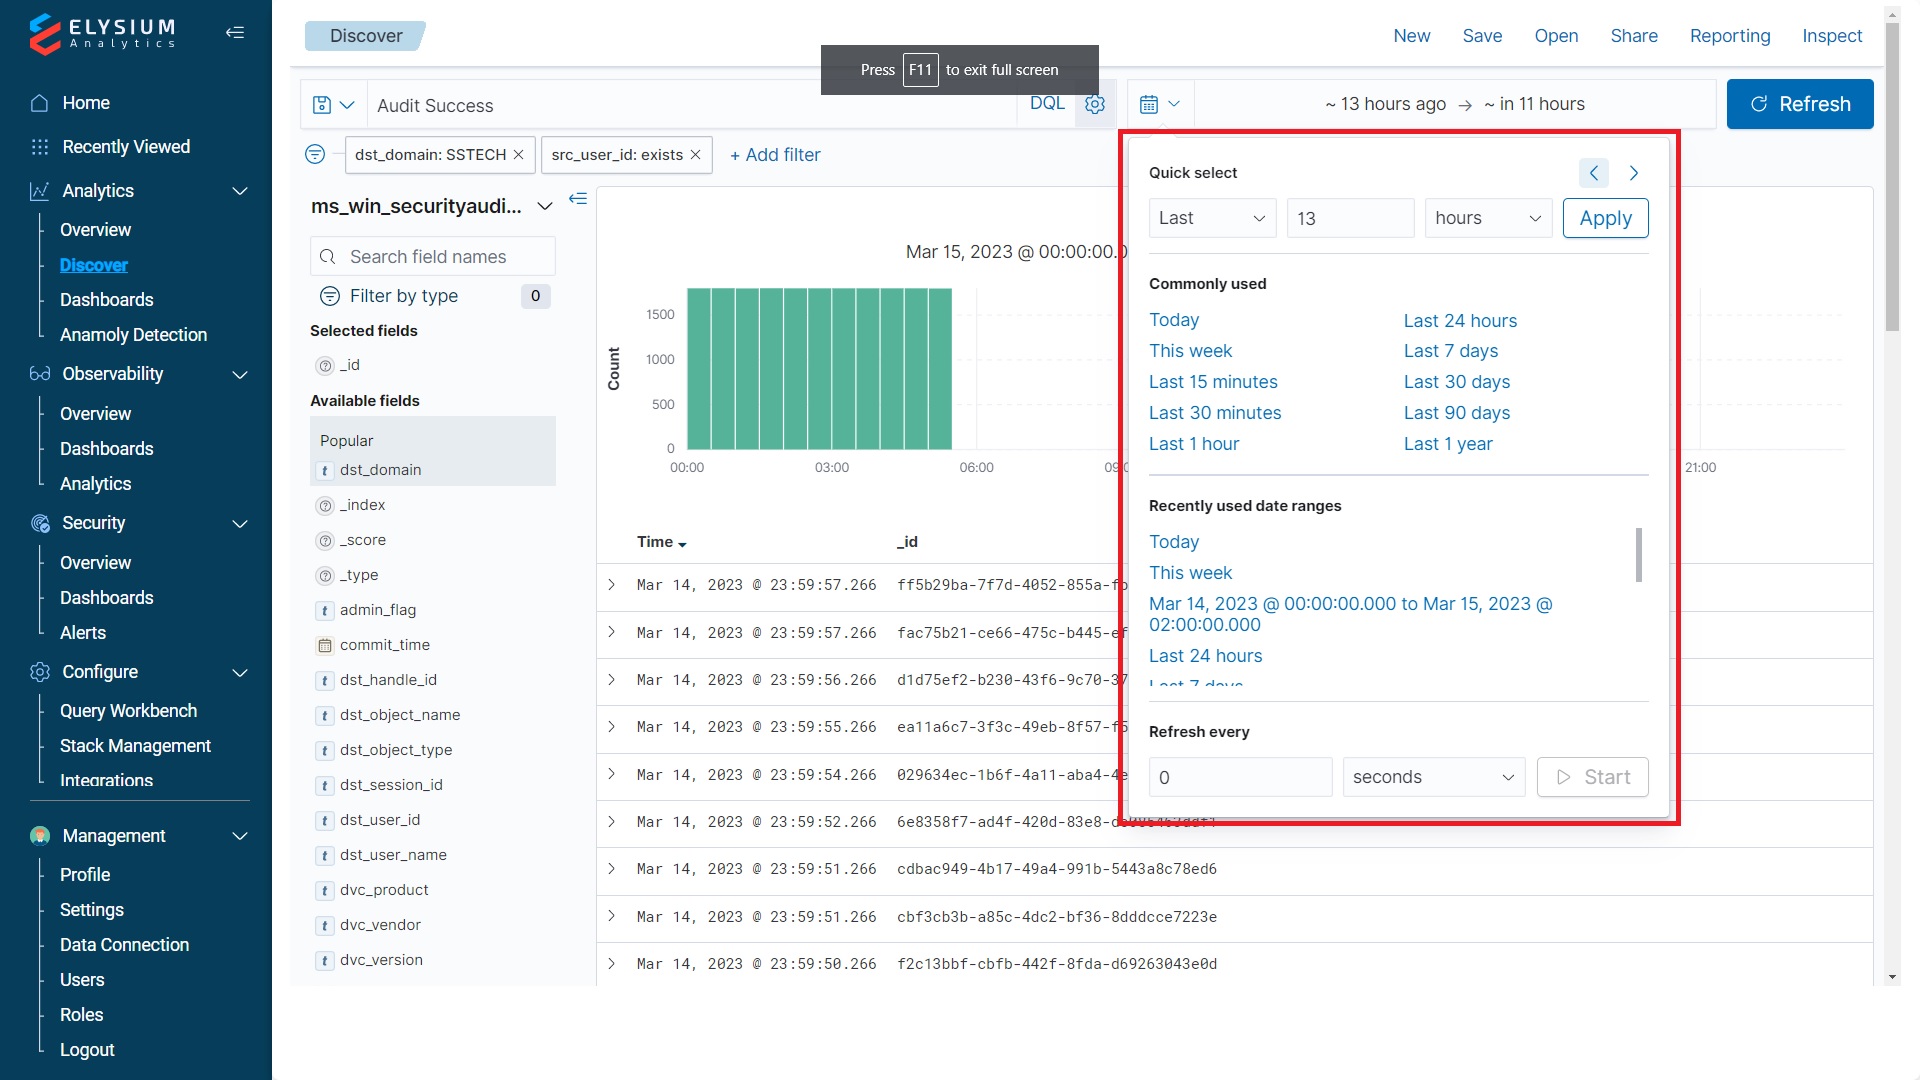 ELYSIUM
Analytics
Home
Recently Viewed
Analytics
Overview
Discover
Dashboards
Anamoly Detection
Observability
Overview
Dashboards
Analytics
Security
Overview
Dashboards
Alerts
Configure
Query Workbench
Stack Management
Integrations
Management
Profile
Settings
Data Connection
Users
Roles
Logout
Discover
New Save Open Share Reporting Inspect
Press F11 to exit full screen
Audit Success
DQL
~ 13 hours ago → ~ in 11 hours
Refresh
dst_domain: SSTECH ×
src_user_id: exists ×
+ Add filter
ms_win_securityaudi...
Search field names
Filter by type 0
Selected fields
_id
Available fields
Popular
t dst_domain
_index
_score
_type
t admin_flag
commit_time
t dst_handle_id
t dst_object_name
t dst_object_type
t dst_session_id
t dst_user_id
t dst_user_name
t dvc_product
t dvc_vendor
t dvc_version
Mar 15, 2023 @ 00:00:00.0
Count
1500
1000
500
0
00:00 03:00 06:00 09:0 21:00
Time _id
Mar 14, 2023 @ 23:59:57.266 ff5b29ba-7f7d-4052-855a-fb
Mar 14, 2023 @ 23:59:57.266 fac75b21-ce66-475c-b445-ef
Mar 14, 2023 @ 23:59:56.266 d1d75ef2-b230-43f6-9c70-37
Mar 14, 2023 @ 23:59:55.266 ea11a6c7-3f3c-49eb-8f57-f5
Mar 14, 2023 @ 23:59:54.266 029634ec-1b6f-4a11-aba4-4e
Mar 14, 2023 @ 23:59:52.266 6e8358f7-ad4f-420d-83e8-
Mar 14, 2023 @ 23:59:51.266 cdbac949-4b17-49a4-991b-5443a8c78ed6
Mar 14, 2023 @ 23:59:51.266 cbf3cb3b-a85c-4dc2-bf36-8dddcce7223e
Mar 14, 2023 @ 23:59:50.266 f2c13bbf-cbfb-442f-8fda-d69263043e0d
Quick select
Last 13 hours Apply
Commonly used
Today Last 24 hours
This week Last 7 days
Last 15 minutes Last 30 days
Last 30 minutes Last 90 days
Last 1 hour Last 1 year
Recently used date ranges
Today
This week
Mar 14, 2023 @ 00:00:00.000 to Mar 15, 2023 @
02:00:00.000
Last 24 hours
Last 7 days
Refresh every
0 seconds Start